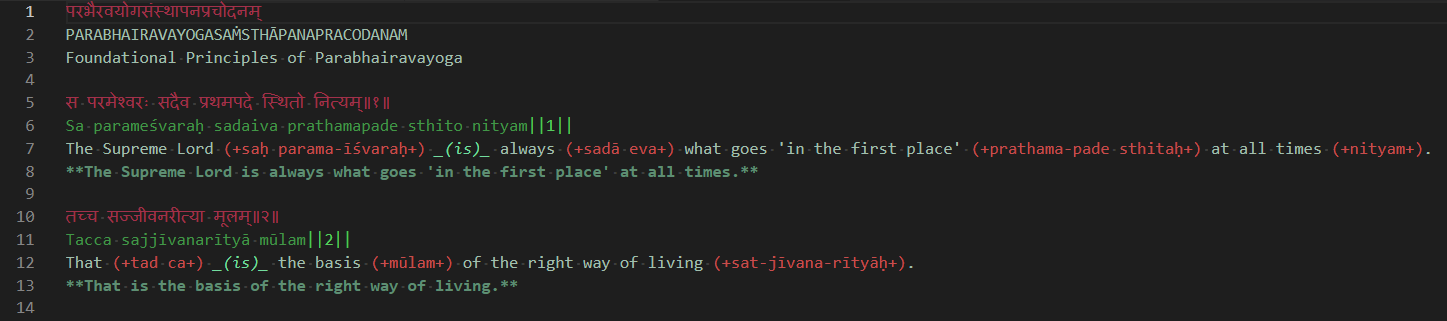 1 परभैरवयोगसंस्थापनप्रचोदनम्
2 PARABHAIRAVAYOGASAṀSTHĀPANAPRACODANAM
3 Foundational Principles of Parabhairavayoga
4
5 स परमेश्वरः सदैव प्रथमपदे स्थितो नित्यम्॥१॥
6 Sa parameśvaraḥ sadaiva prathamapade sthito nityam||1||
7 The Supreme Lord (+saḥ parama-īśvaraḥ+) _(is)_ always (+sadā eva+) what goes 'in the first place' (+prathama-pade sthitaḥ+) at all times (+nityam+).
8 **The Supreme Lord is always what goes 'in the first place' at all times.**
9
10 तच्च सज्जीवनरीत्या मूलम्॥२॥
11 Tacca sajjīvanarītyā mūlam||2||
12 That (+tad ca+) _(is)_ the basis (+mūlam+) of the right way of living (+sat-jīvana-rītyāḥ+).
13 **That is the basis of the right way of living.**
14